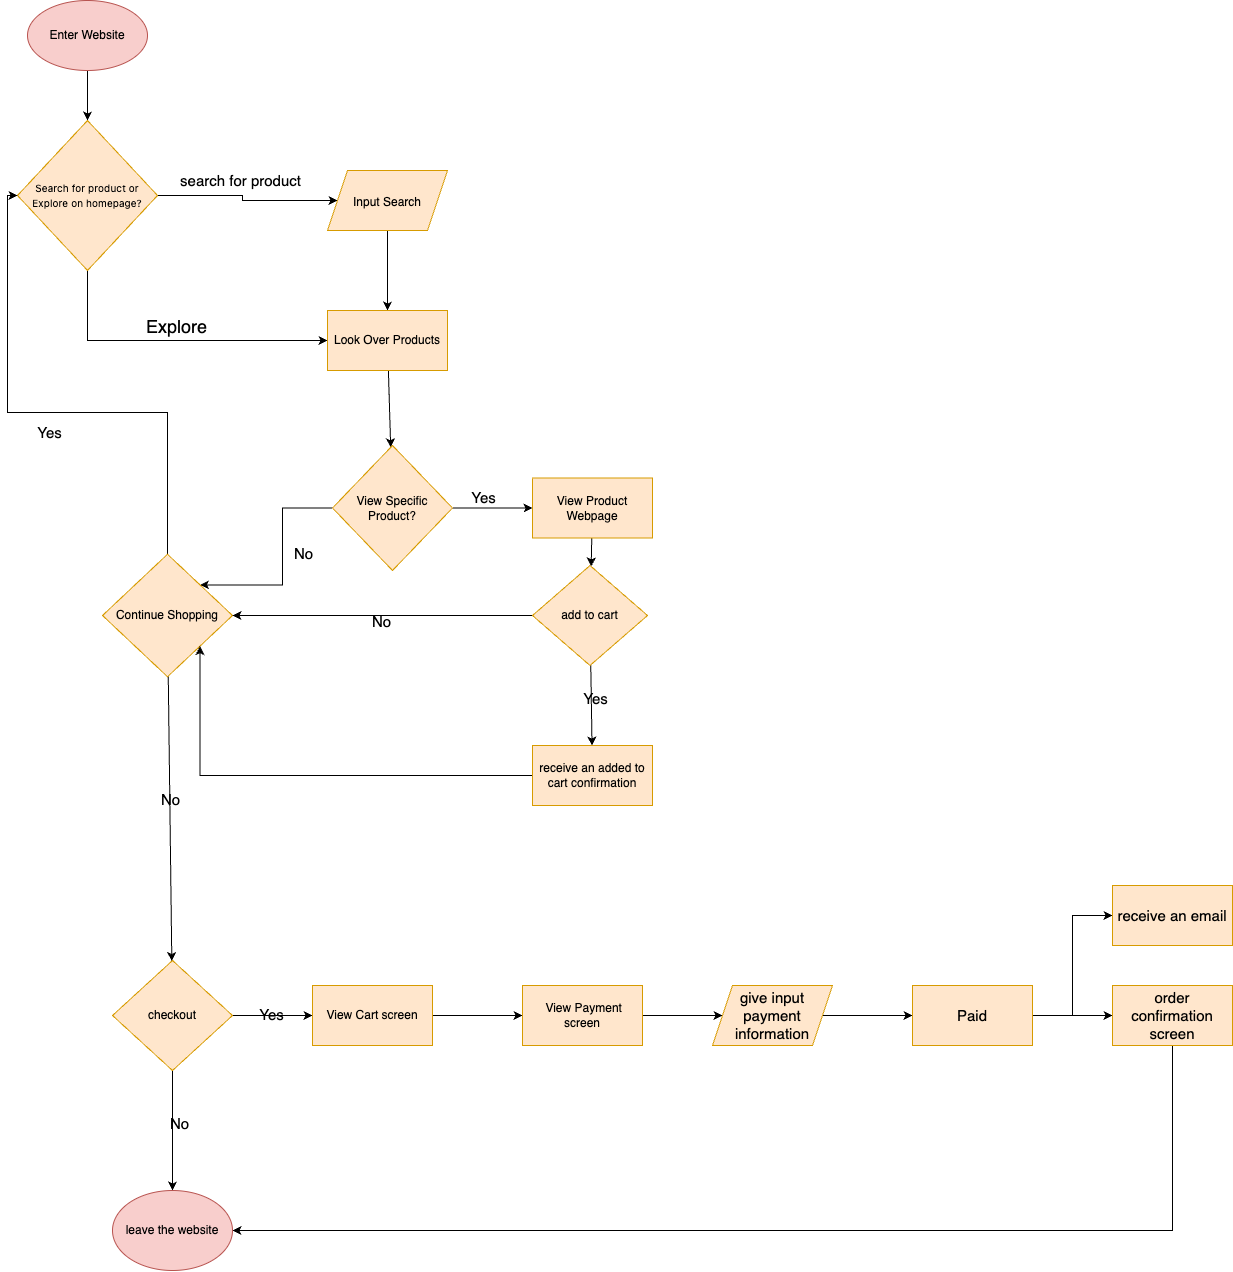 Enter Website
Search for product or
Explore on homepage?
search for product
Input Search
Explore
Look Over Products
Yes
View Specific
Product?
Yes
View Product
Webpage
No
Continue Shopping
No
add to cart
Yes
receive an added to
cart confirmation
No
receive an email
checkout
Yes
View Cart screen
View Payment
screen
give input
payment
information
Paid
order
confirmation
screen
No
leave the website